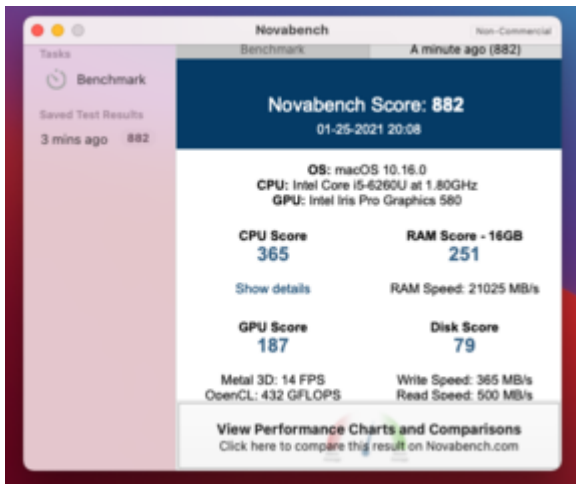 Novabench
Non-Commercial
Tasks
Benchmark
Saved Test Results
3 mins ago 882
Benchmark
A minute ago (882)
Novabench Score: 882
01-25-2021 20:08
OS: macOS 10.16.0
CPU: Intel Core i5-6260U at 1.80GHz
GPU: Intel Iris Pro Graphics 580
CPU Score
365
Show details
RAM Score - 16GB
251
RAM Speed: 21025 MB/s
GPU Score
187
Metal 3D: 14 FPS
OpenCL: 432 GFLOPS
Disk Score
79
Write Speed: 365 MB/s
Read Speed: 500 MB/s
View Performance Charts and Comparisons
Click here to compare this result on Novabench.com